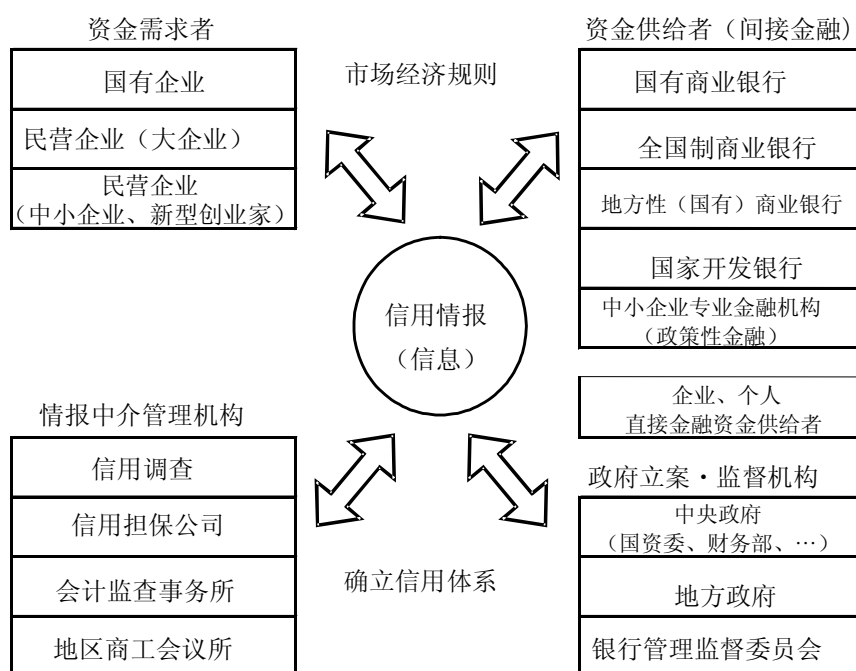 资金需求者
国有企业
民营企业（大企业）
民营企业
（中小企业、新型创业家）
市场经济规则
资金供给者（间接金融）
国有商业银行
全国制商业银行
地方性（国有）商业银行
国家开发银行
中小企业专业金融机构
（政策性金融）
企业、个人
直接金融资金供给者
信用情报
（信息）
情报中介管理机构
信用调查
信用担保公司
会计监查事务所
地区商工会议所
确立信用体系
政府立案·监督机构
中央政府
（国资委、财务部、…）
地方政府
银行管理监督委员会